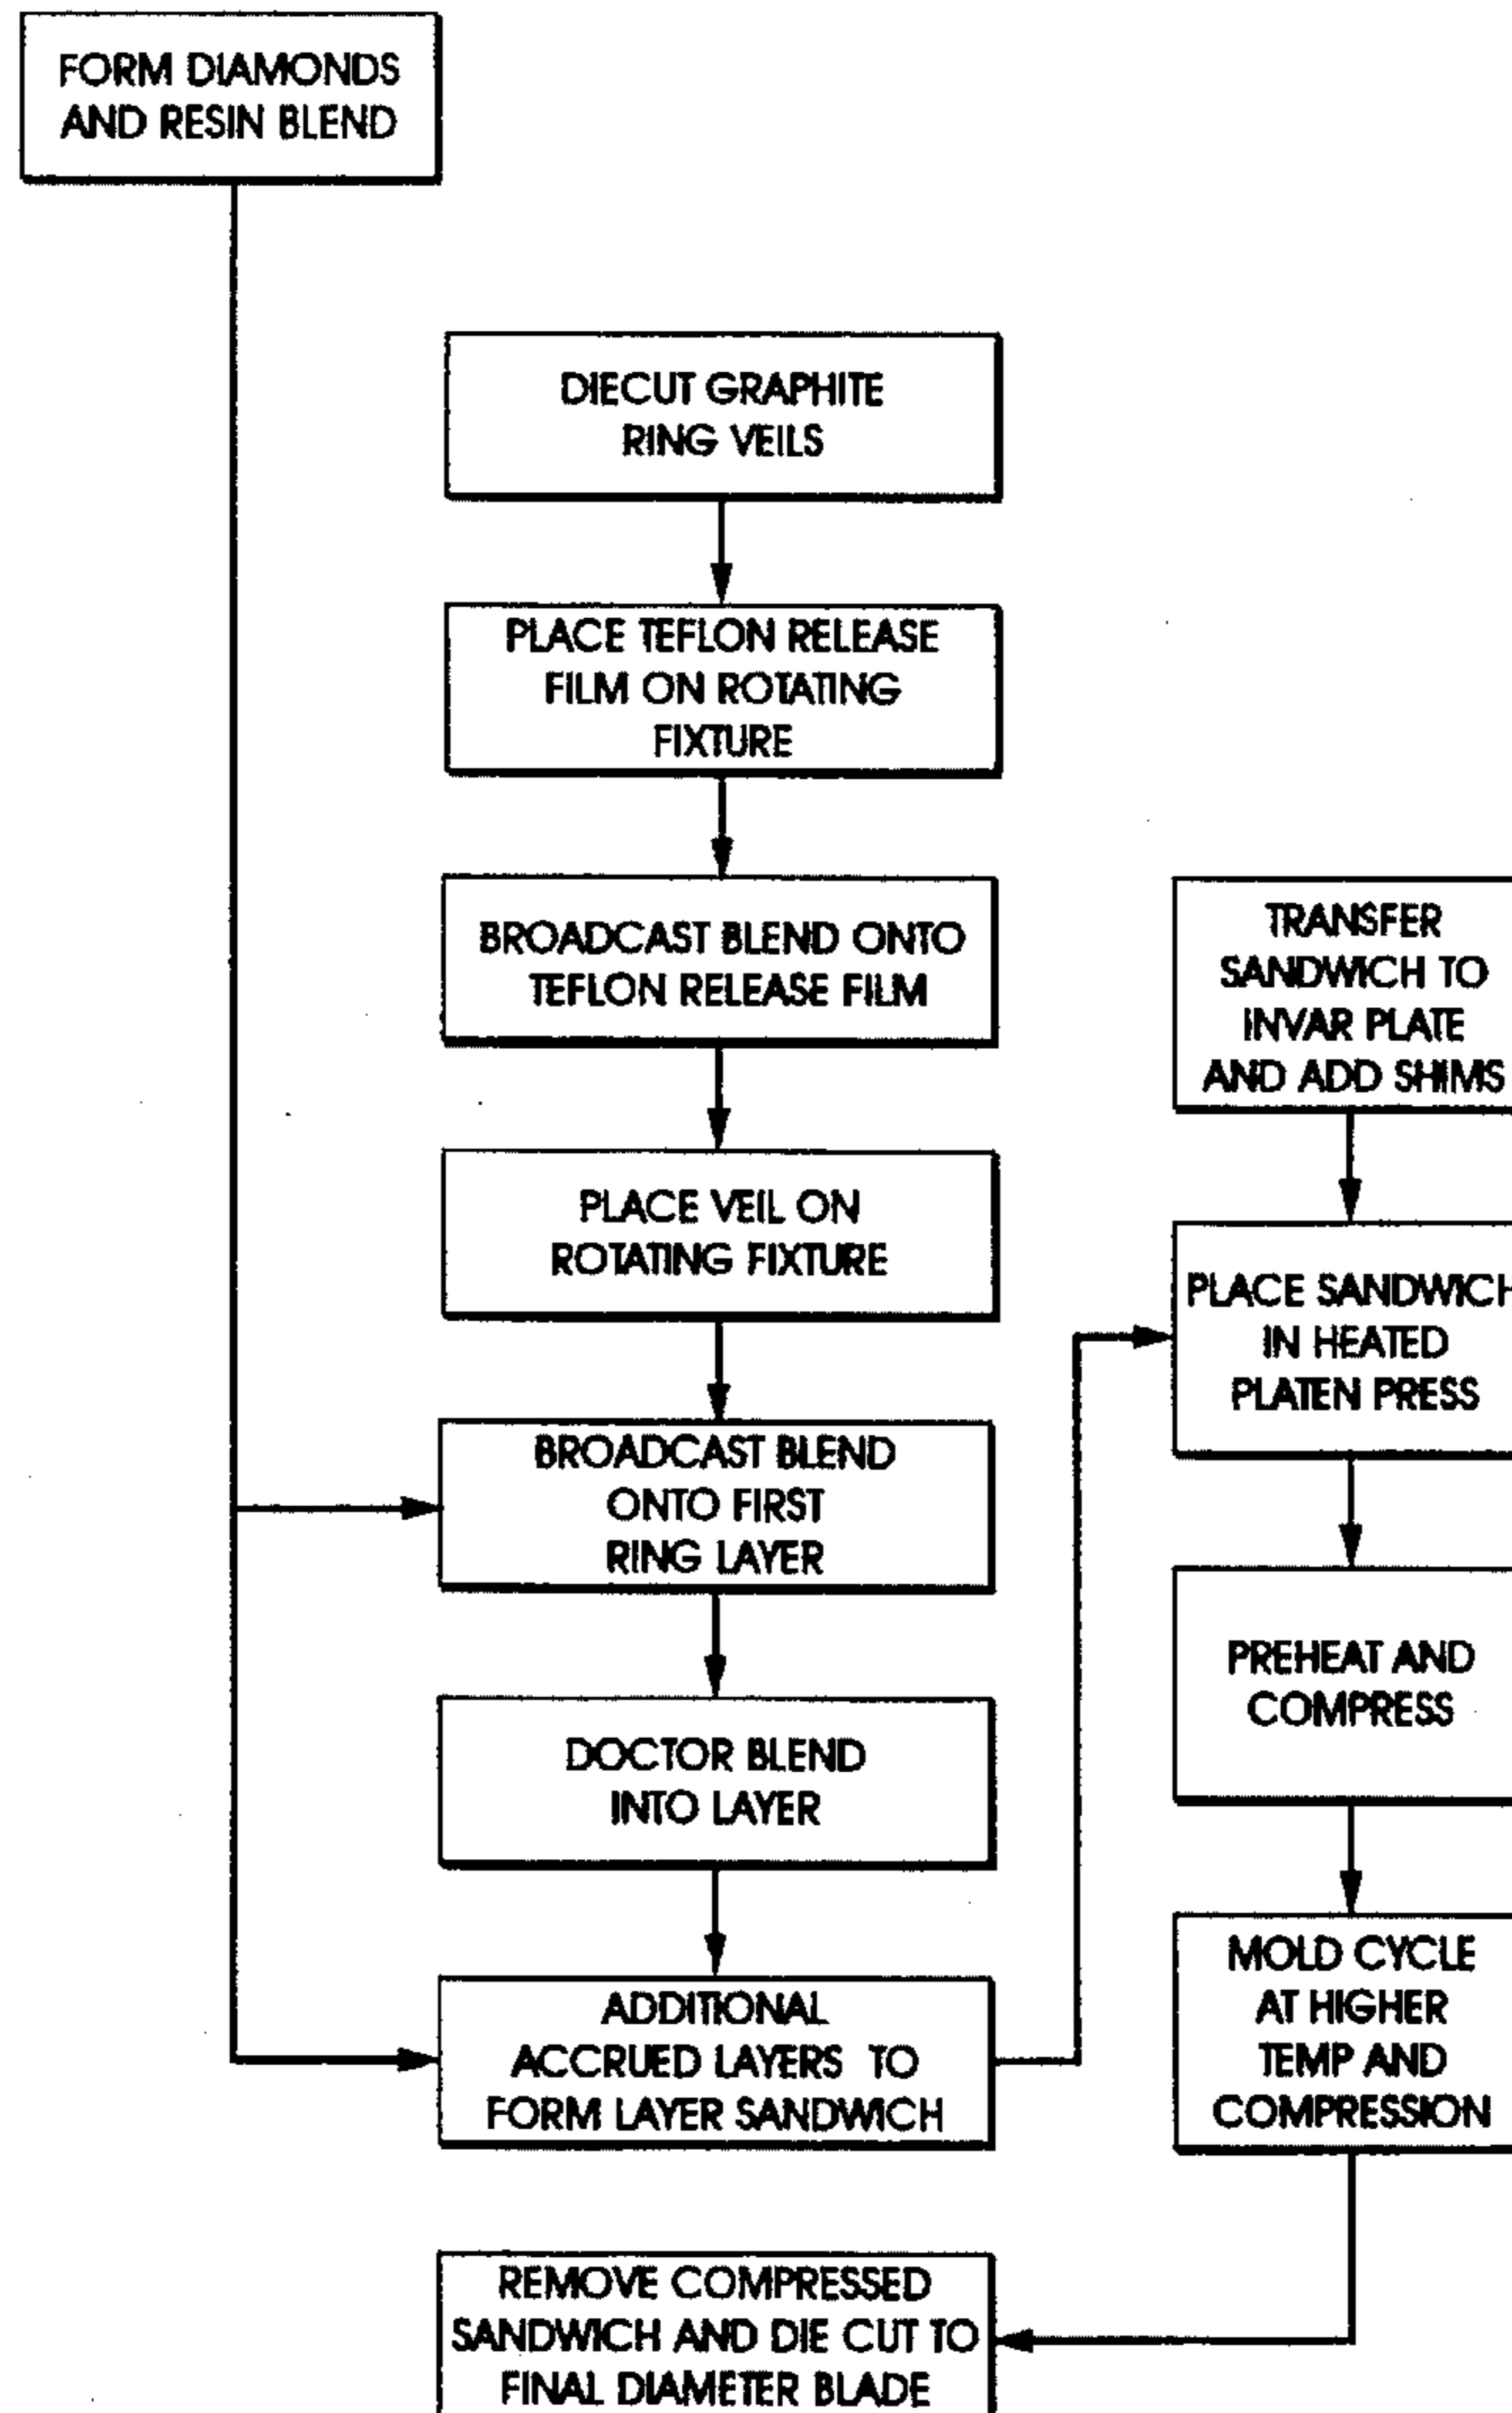 FORM DIAMONDS
AND RESIN BLEND
DIECUT GRAPHITE
RING VEILS
PLACE TEFLON RELEASE
FILM ON ROTATING
FIXTURE
BROADCAST BLEND ONTO
TEFLON RELEASE FILM
PLACE VEIL ON
ROTATING FIXTURE
BROADCAST BLEND
ONTO FIRST
RING LAYER
DOCTOR BLEND
INTO LAYER
ADDITIONAL
ACCRUED LAYERS TO
FORM LAYER SANDWICH
TRANSFER
SANDWICH TO
INVAR PLATE
AND ADD SHIMS
PLACE SANDWICH
IN HEATED
PLATEN PRESS
PREHEAT AND
COMPRESS
MOLD CYCLE
AT HIGHER
TEMP AND
COMPRESSION
REMOVE COMPRESSED
SANDWICH AND DIE CUT TO
FINAL DIAMETER BLADE